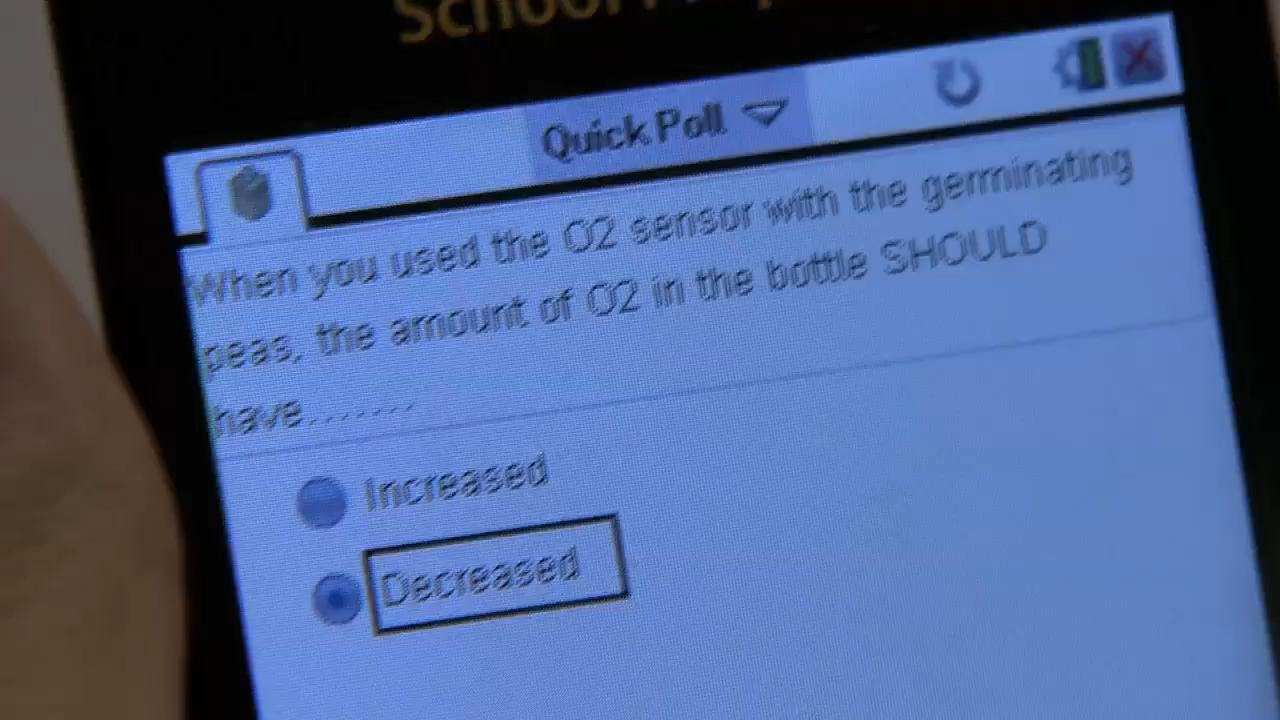 School
Quick Poll
When you used the O2 sensor with the germinating
peas, the amount of O2 in the bottle SHOULD
have.......
Increased
Decreased